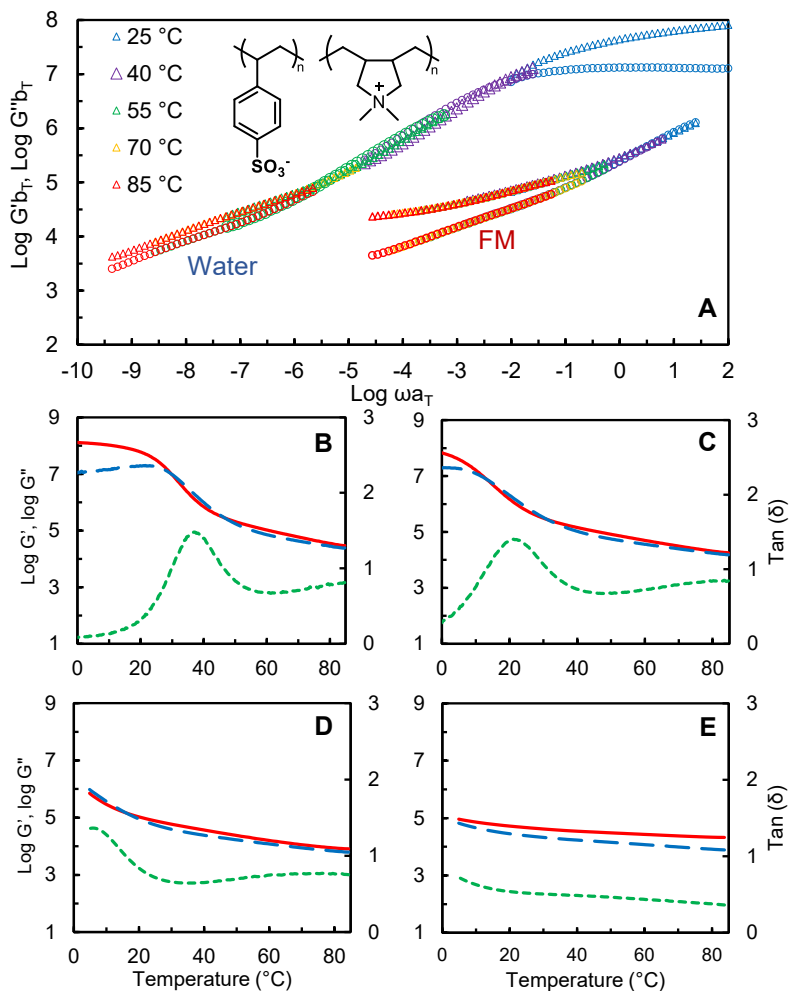 Log G'bT, Log G''bT
8
7
6
5
4
3
2
25 °C
40 °C
55 °C
70 °C
85 °C
n
n
N
+
SO3-
Water
FM
A
-10 -9 -8 -7 -6 -5 -4 -3 -2 -1 0 1 2
Log ωaT
Log G', log G''
9
7
5
3
1
B
3
2
1
0
0 20 40 60 80
9
7
5
3
1
C
3
2
1
0
Tan (δ)
0 20 40 60 80
Log G', log G''
9
7
5
3
1
D
3
2
1
0
0 20 40 60 80
Temperature (°C)
9
7
5
3
1
E
3
2
1
0
Tan (δ)
0 20 40 60 80
Temperature (°C)